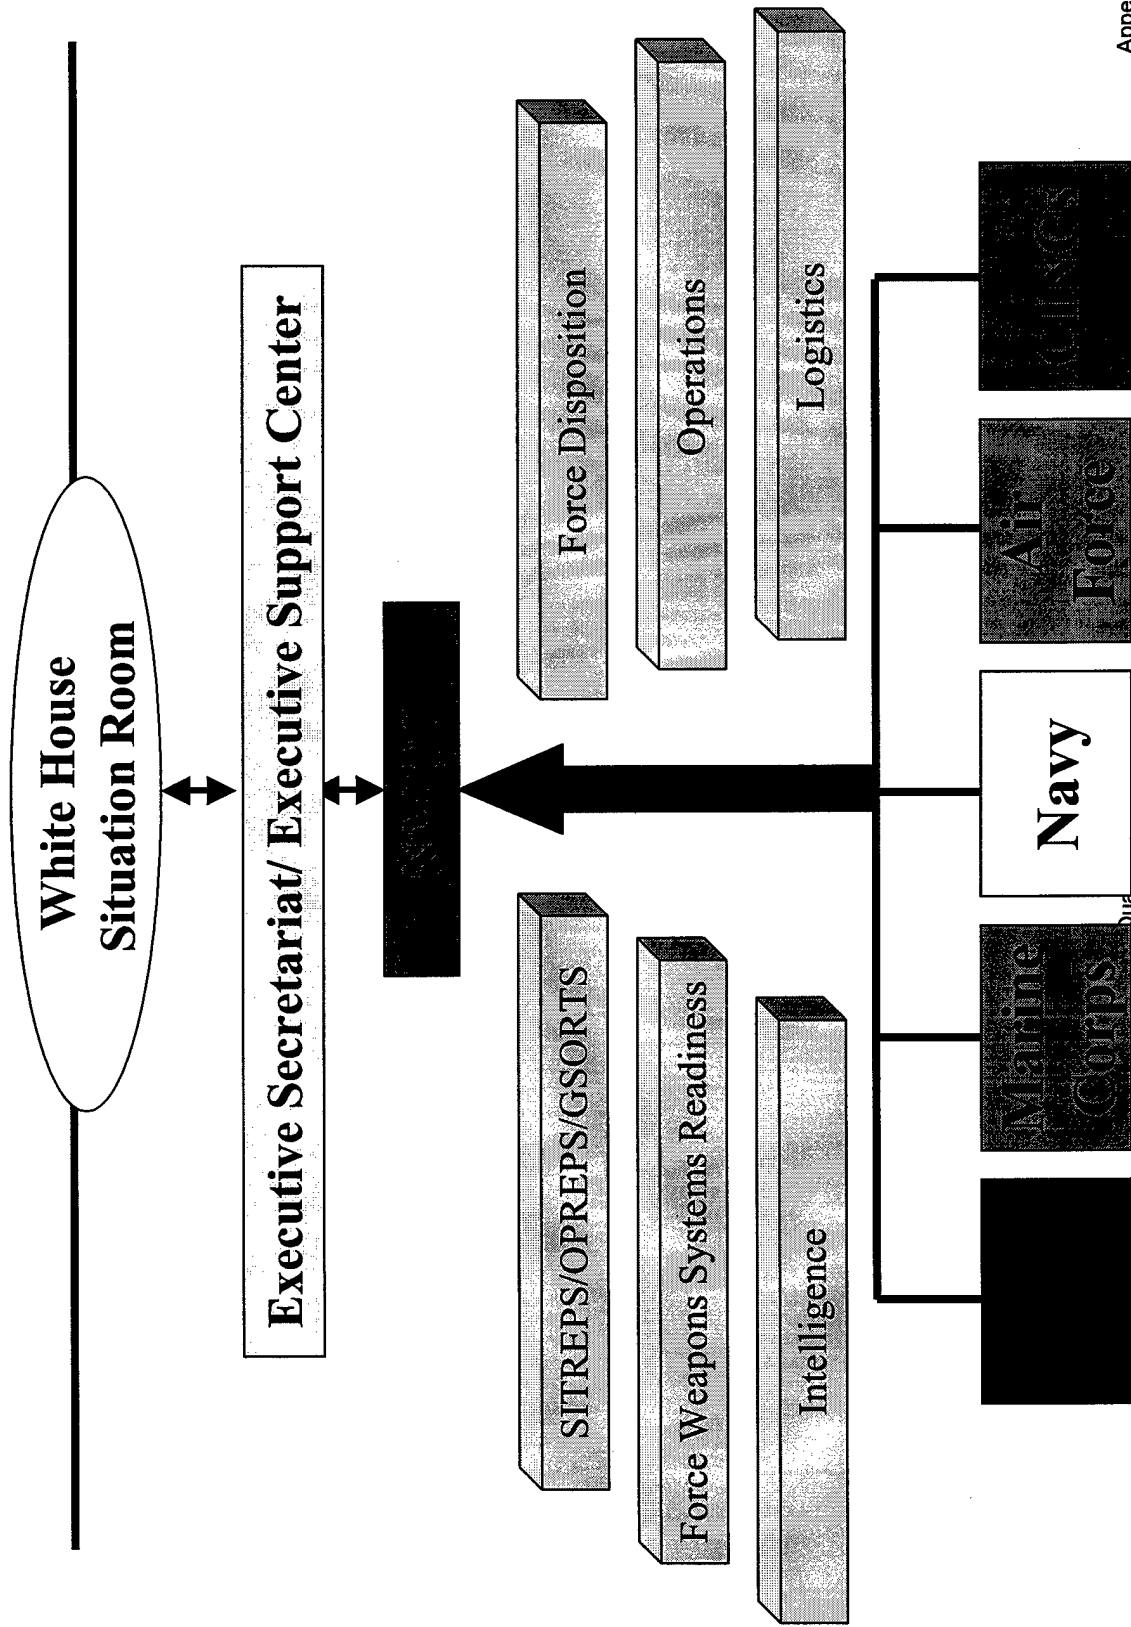 White House
Situation Room
Executive Secretariat/ Executive Support Center
SITREPS/OPREPS/GSORTS
Force Weapons Systems Readiness
Intelligence
Force Disposition
Operations
Logistics
Marine
Corps
Navy
Air
Force
Appe